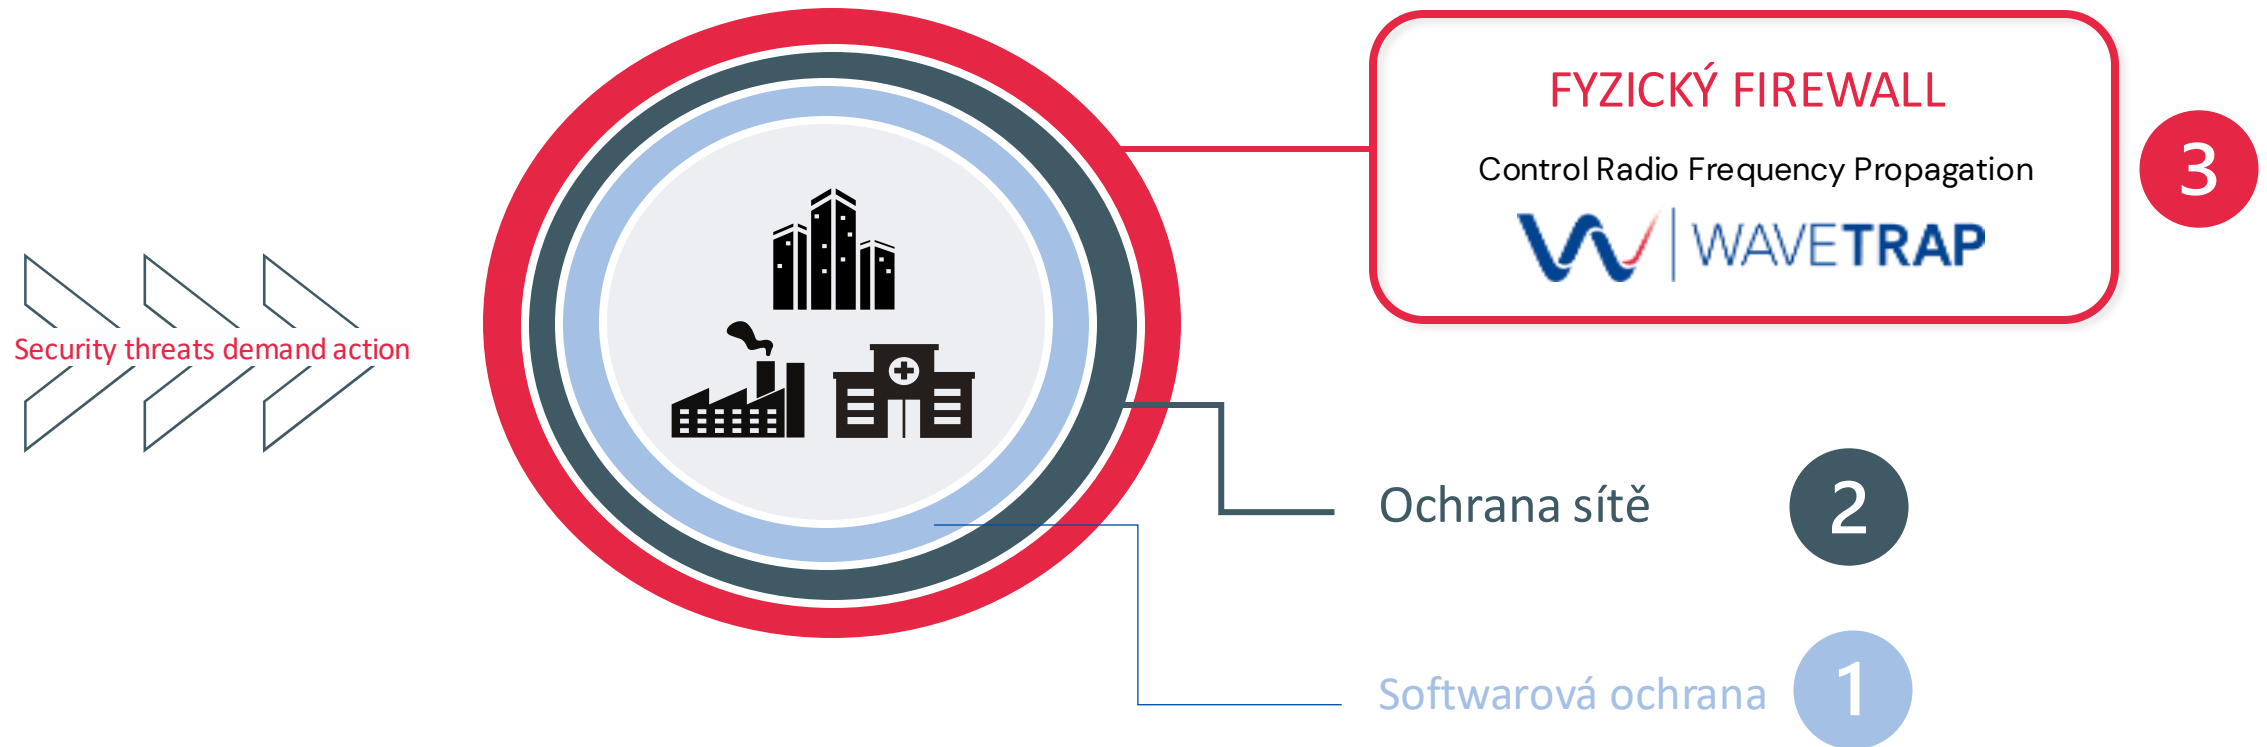 Security threats demand action
FYZICKÝ FIREWALL
Control Radio Frequency Propagation
WAVETRAP
3
Ochrana sítě
2
Softwarová ochrana
1